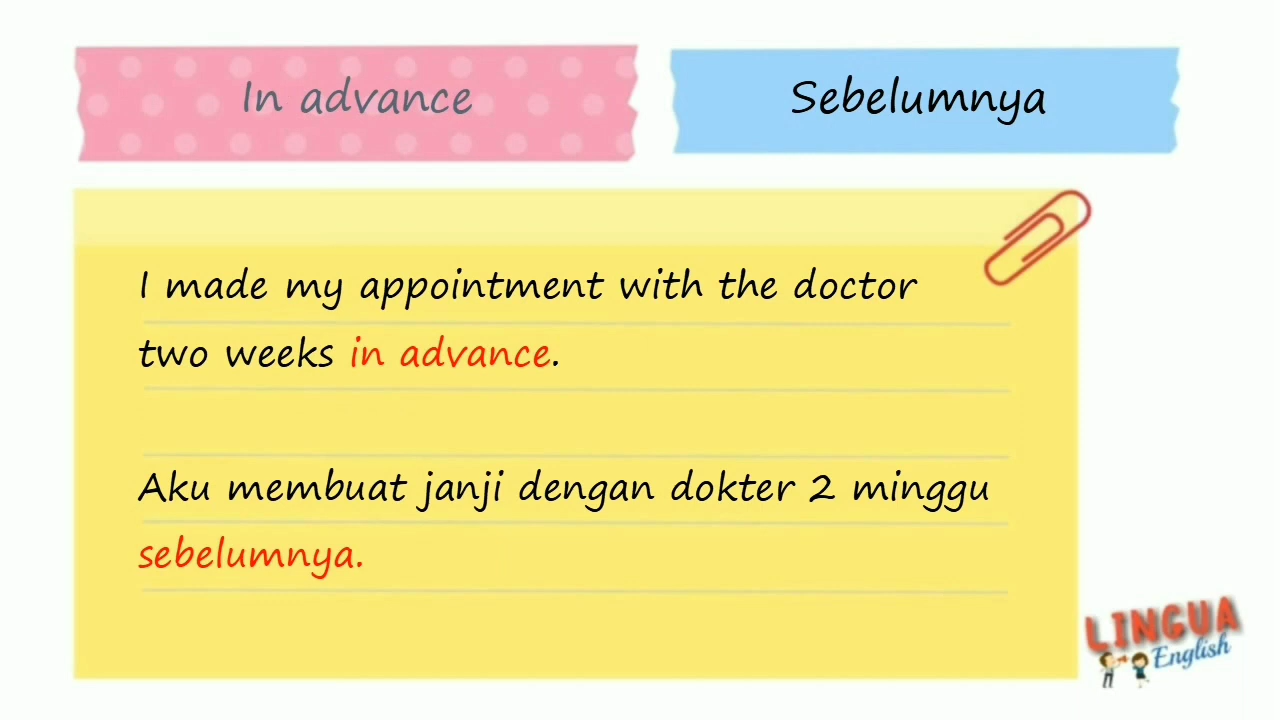 In advance
Sebelumnya
I made my appointment with the doctor
two weeks in advance.
Aku membuat janji dengan dokter 2 minggu
sebelumnya.
LINGUA
English